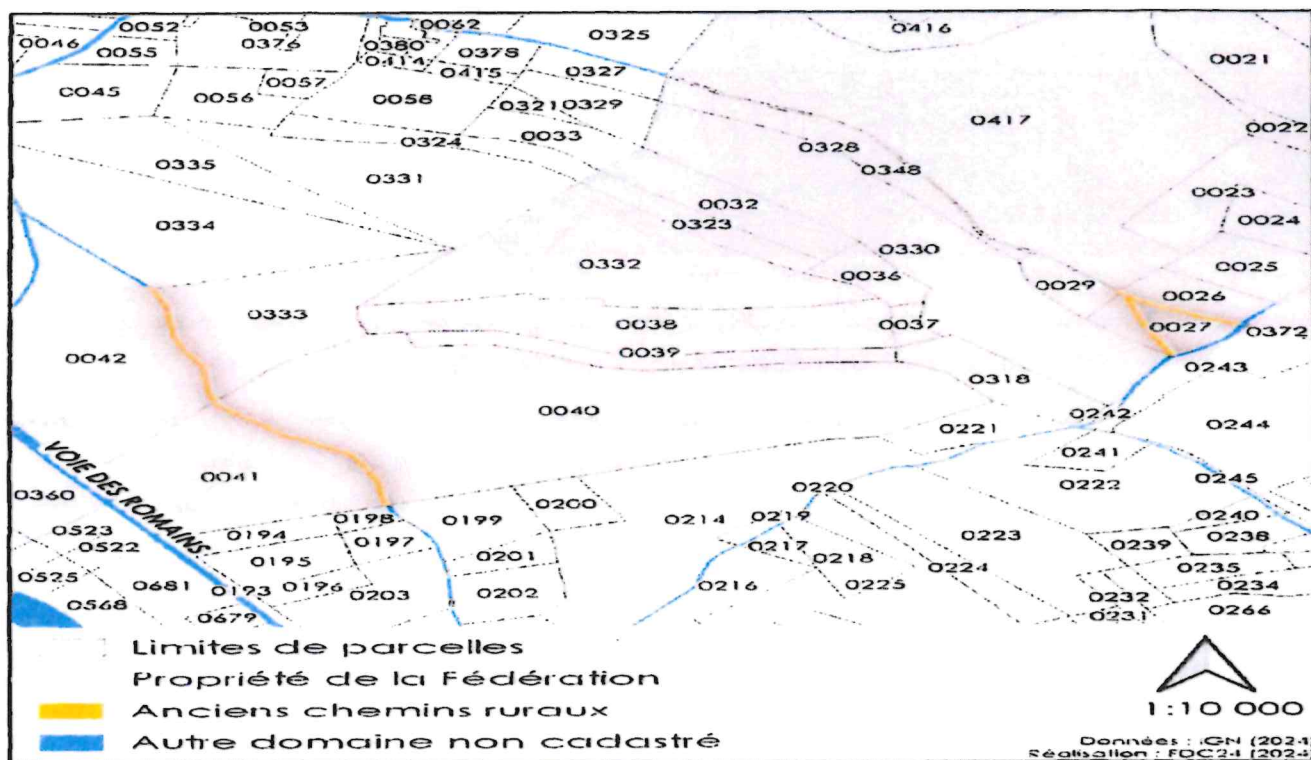 0052 0053 0062 0325 0416
0046 0055 0376 0380 0378 0021
0414 0415 0327
0045 0056 0057 0058 0321 0329 0417 0022
0324 0033 0328
0335 0331 0348 0023
0334 0032 0024
0323 0330
0332 0036 0025
0333 0029 0026
0038 0037 0027 0372
0042 0039 0243
0318
0040 0242
0221 0244
VOIE DES ROMAINS 0041 0241
0360 0220 0222 0245
0523 0198 0199 0200 0214 0219 0240
0522 0194 0197 0223 0239 0238
0525 0195 0201 0217 0218 0235
0681 0193 0196 0203 0202 0216 0225 0224 0232 0234
0568 0679 0231 0266
Limites de parcelles
Propriété de la Fédération
Anciens chemins ruraux
Autre domaine non cadastré
1:10 000
Données : IGN (2024)
Réalisation : FDC24 (2024)